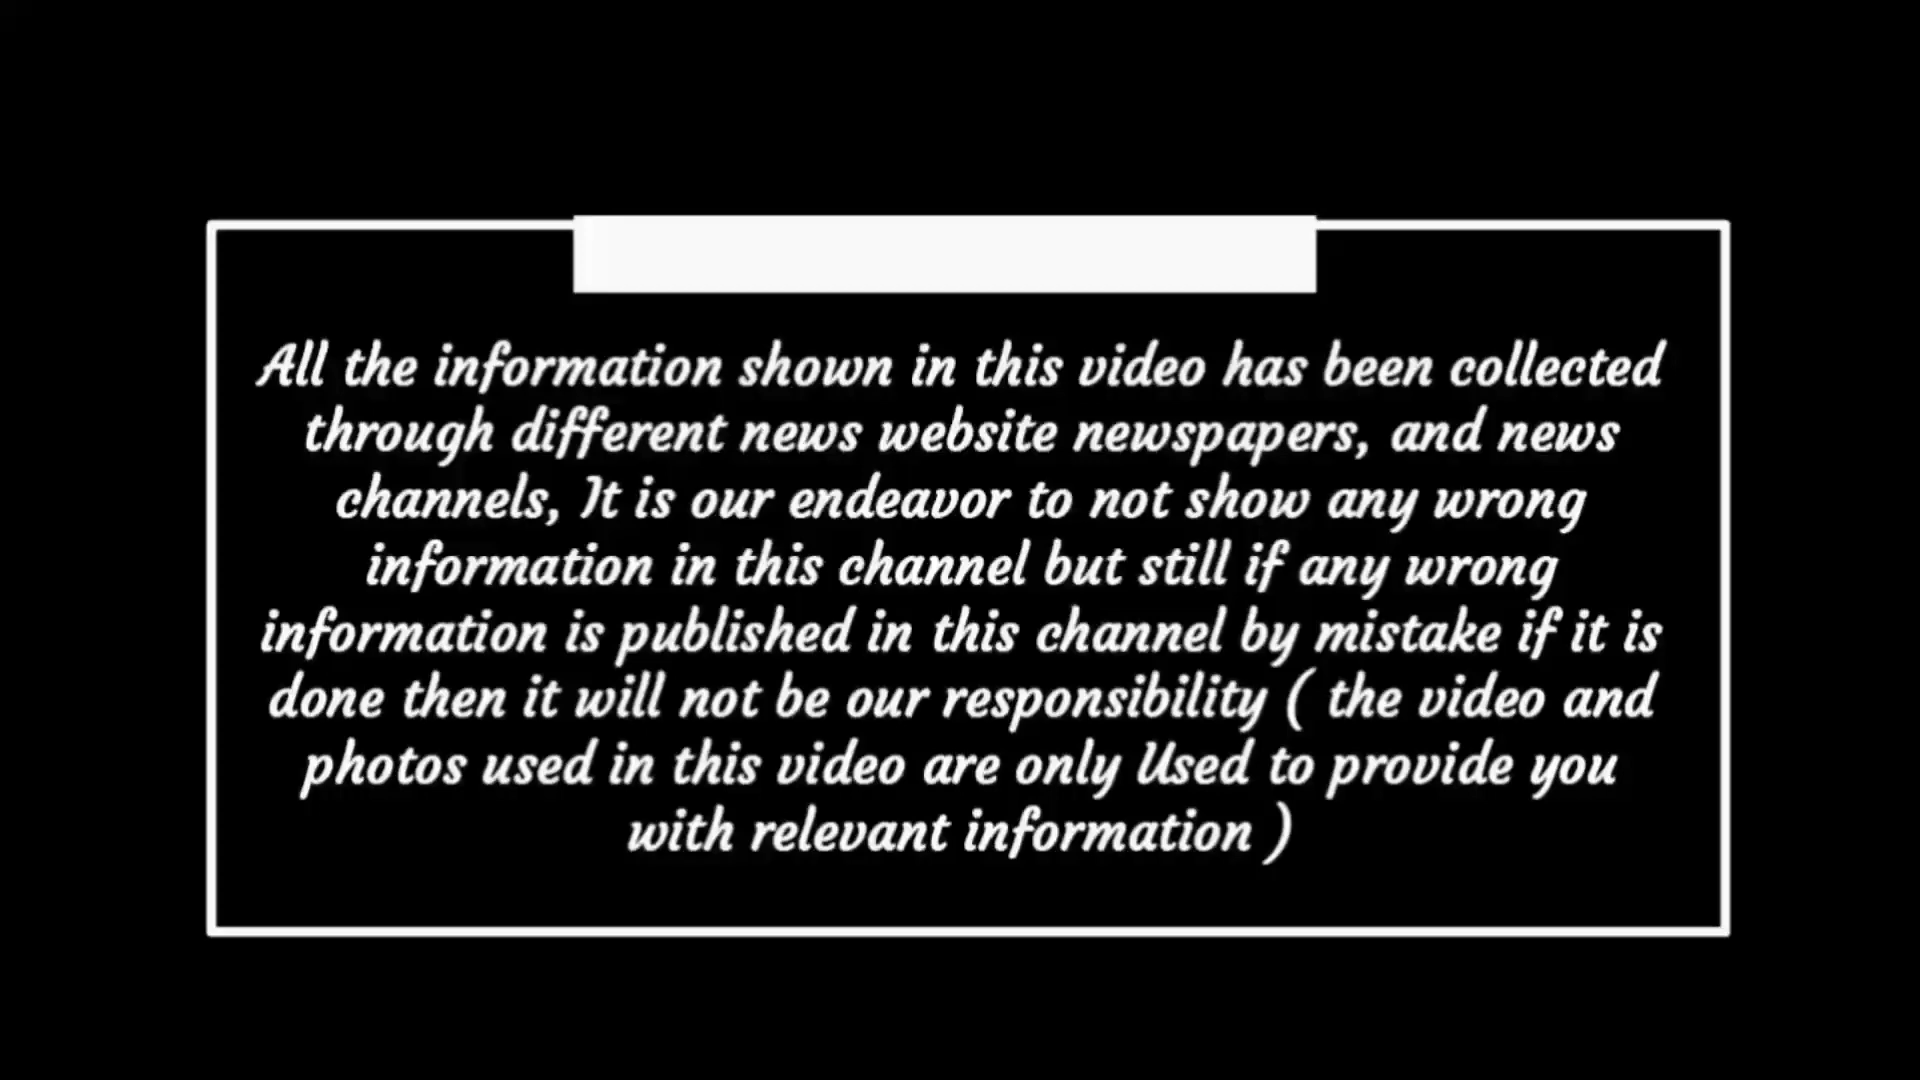 All the information shown in this video has been collected
through different news website newspapers, and news
channels, It is our endeavor to not show any wrong
information in this channel but still if any wrong
information is published in this channel by mistake if it is
done then it will not be our responsibility ( the video and
photos used in this video are only Used to provide you
with relevant information )